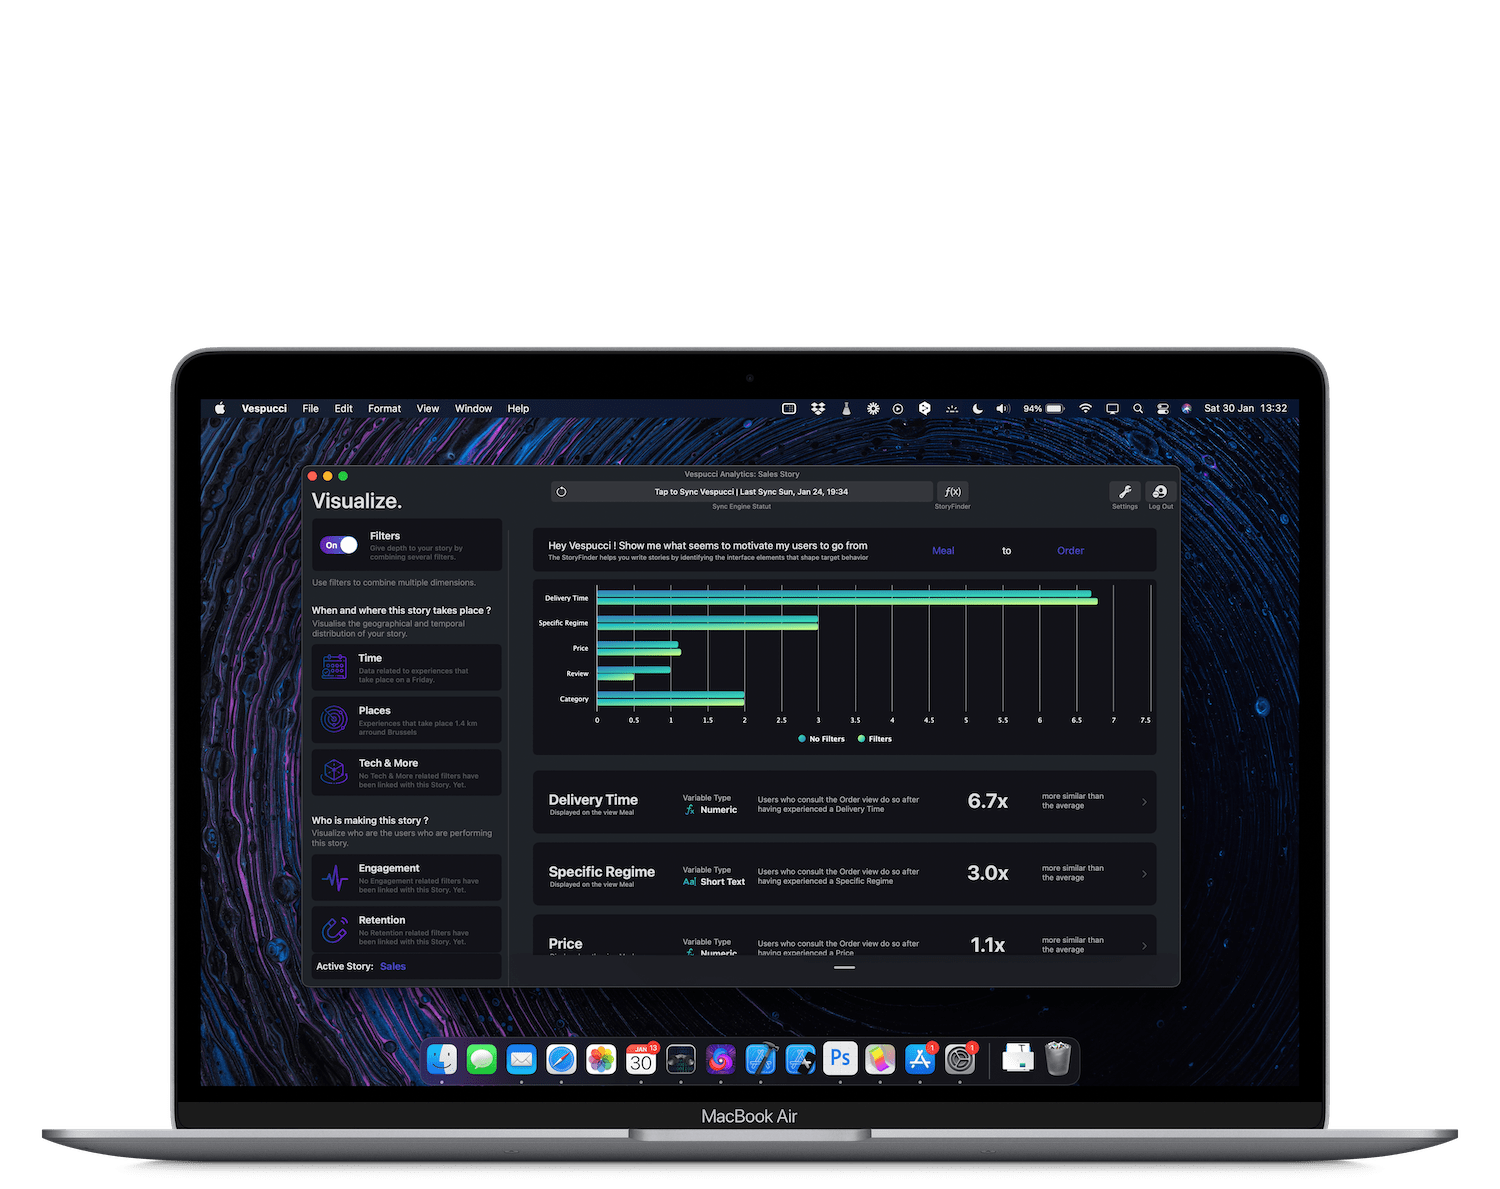 Vespucci File Edit Format View Window Help
94%
Sat 30 Jan 13:32
Vespucci Analytics: Sales Story
Visualize.
Tap to Sync Vespucci | Last Sync Sun, Jan 24, 19:34
Sync Engine Statut
f(x)
StoryFinder
Settings
Log Out
On
Filters
Give depth to your story by
combining several filters.
Use filters to combine multiple dimensions.
When and where this story takes place ?
Visualise the geographical and temporal
distribution of your story.
Time
Data related to experiences that
take place on a Friday.
Places
Experiences that take place 1.4 km
arround Brussels
Tech & More
No Tech & More related filters have
been linked with this Story. Yet.
Who is making this story ?
Visualize who are the users who are performing
this story.
Engagement
No Engagement related filters have
been linked with this Story. Yet.
Retention
No Retention related filters have
been linked with this Story. Yet.
Active Story: Sales
Hey Vespucci ! Show me what seems to motivate my users to go from
The StoryFinder helps you write stories by identifying the interface elements that shape target behavior
Meal to Order
Delivery Time
Specific Regime
Price
Review
Category
0 0.5 1 1.5 2 2.5 3 3.5 4 4.5 5 5.5 6 6.5 7 7.5
No Filters Filters
Delivery Time
Displayed on the view Meal
Variable Type
fx Numeric
Users who consult the Order view do so after
having experienced a Delivery Time
6.7x
more similar than
the average
Specific Regime
Displayed on the view Meal
Variable Type
Aa Short Text
Users who consult the Order view do so after
having experienced a Specific Regime
3.0x
more similar than
the average
Price
Variable Type
Numeric
Users who consult the Order view do so after
having experienced a Price
1.1x
more similar than
the average
JAN 13
30
Ps
1
1
MacBook Air